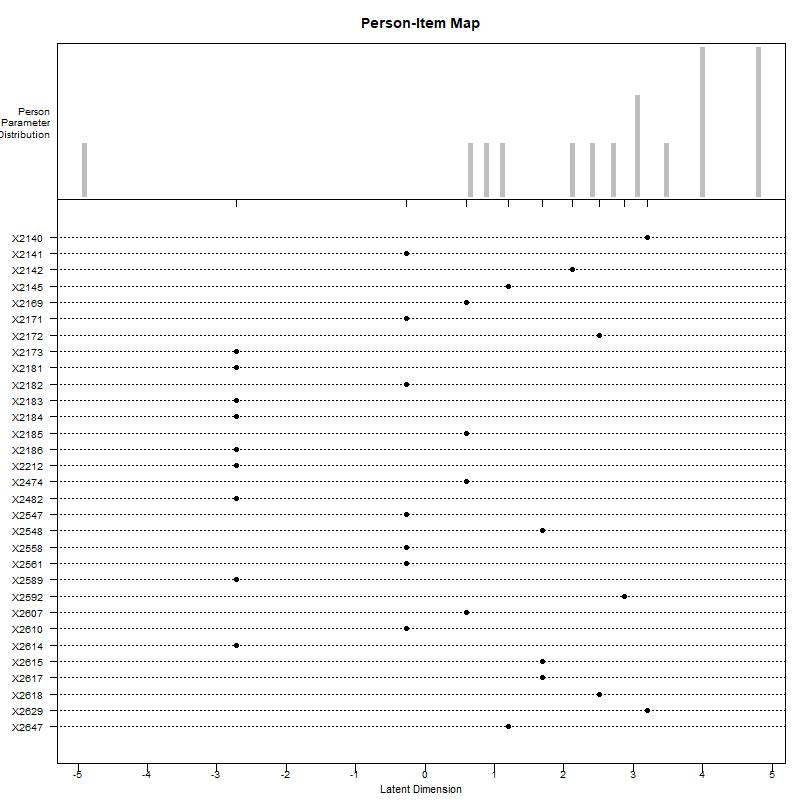 Person-Item Map
Person
Parameter
Distribution
X2140
X2141
X2142
X2145
X2169
X2171
X2172
X2173
X2181
X2182
X2183
X2184
X2185
X2186
X2212
X2474
X2482
X2547
X2548
X2558
X2561
X2589
X2592
X2607
X2610
X2614
X2615
X2617
X2618
X2629
X2647
-5 -4 -3 -2 -1 0 1 2 3 4 5
Latent Dimension